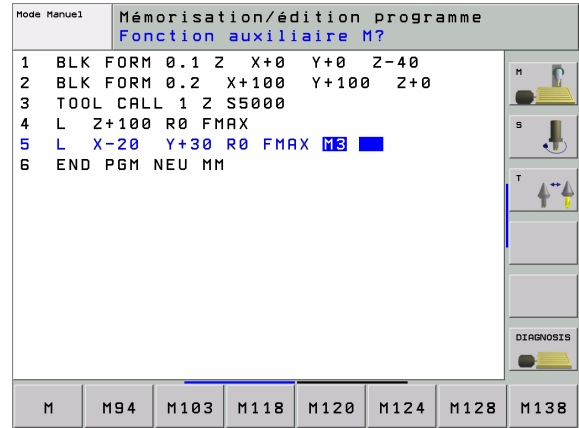 Mode Manuel
Mémorisation/édition programme
Fonction auxiliaire M?
1 BLK FORM 0.1 Z X+0 Y+0 Z-40
2 BLK FORM 0.2 X+100 Y+100 Z+0
3 TOOL CALL 1 Z S5000
4 L Z+100 R0 FMAX
5 L X-20 Y+30 R0 FMAX M3
6 END PGM NEU MM
M
S
T
DIAGNOSIS
M M94 M103 M118 M120 M124 M128 M138